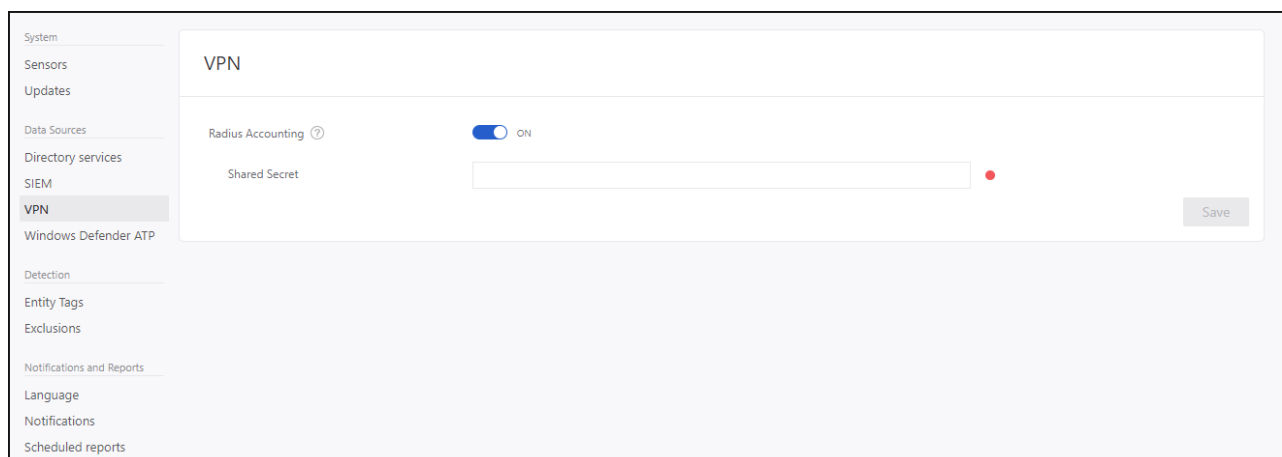 System
Sensors
Updates
Data Sources
Directory services
SIEM
VPN
Windows Defender ATP
Detection
Entity Tags
Exclusions
Notifications and Reports
Language
Notifications
Scheduled reports
VPN
Radius Accounting ? ON
Shared Secret
Save